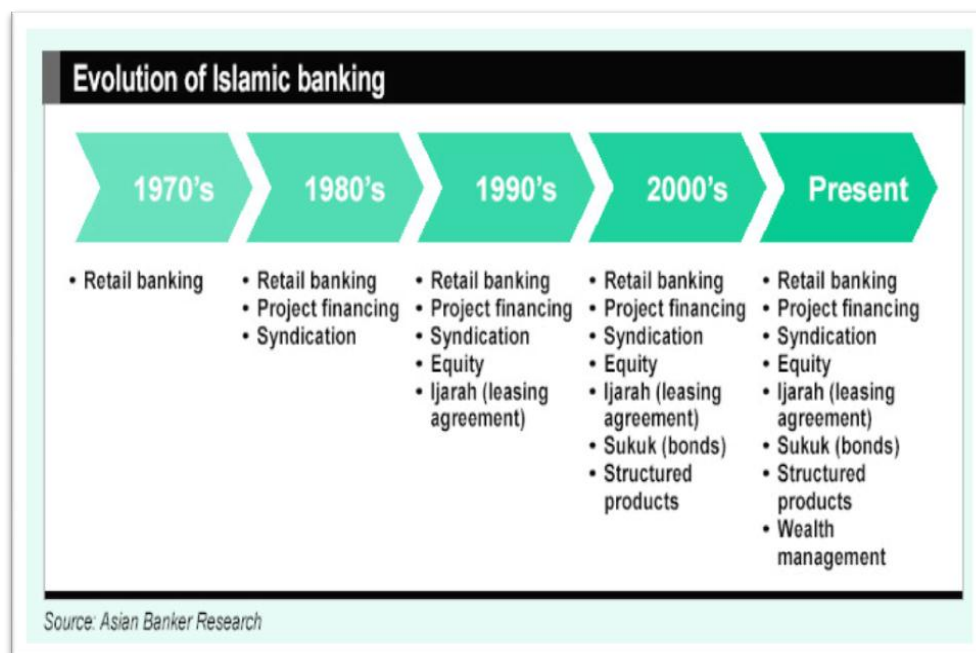 Evolution of Islamic banking
1970's
1980's
1990's
2000's
Present
• Retail banking
• Retail banking
• Project financing
• Syndication
• Retail banking
• Project financing
• Syndication
• Equity
• Ijarah (leasing
agreement)
• Retail banking
• Project financing
• Syndication
• Equity
• Ijarah (leasing
agreement)
• Sukuk (bonds)
• Structured
products
• Retail banking
• Project financing
• Syndication
• Equity
• Ijarah (leasing
agreement)
• Sukuk (bonds)
• Structured
products
• Wealth
management
Source: Asian Banker Research